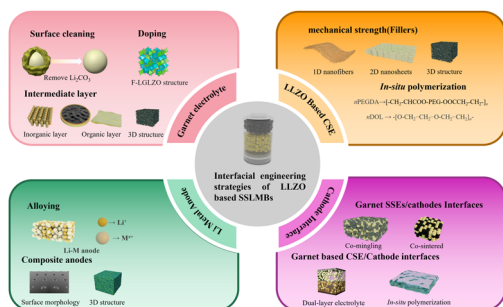 Surface cleaning
Doping
Remove Li₂CO₃
F-LGLZO structure
Intermediate layer
Inorganic layer
Organic layer
3D structure
Garnet electrolyte
mechanical strength(Fillers)
1D nanofibers
2D nanosheets
3D structure
In-situ polymerization
nPEGDA→[-CH₂-CHCOO-PEG-OOCCH₂-CH₂-]ₙ
nDOL → -[O-CH₂-CH₂-O-CH₂-CH₂]ₙ-
LLZO Based CSE
Interfacial engineering
strategies of LLZO
based SSLMBs
Li Metal Anode
Alloying
Li⁺
Mⁿ⁺
Li-M anode
Composite anodes
Surface morphology
3D structure
Cathode Interface
Garnet SSEs/cathodes Interfaces
Co-mingling
Co-sintered
Garnet based CSE/Cathode interfaces
Dual-layer electrolyte
In-situ polymerization